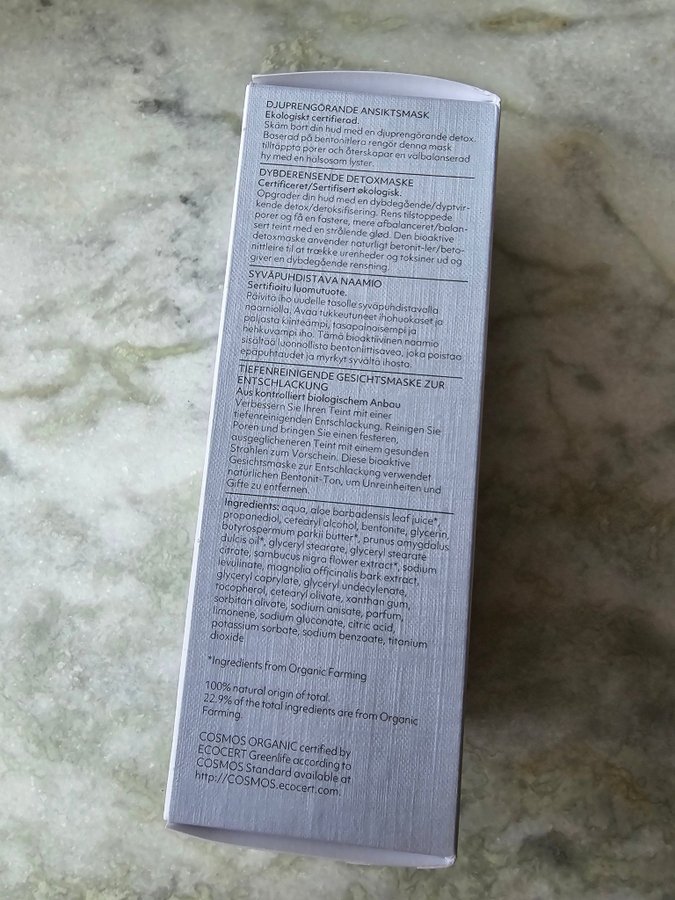 DJUPRENGÖRANDE ANSIKTSMASK
Ekologiskt certifierad.
Skäm bort din hud med en djuprengörande detox.
Baserad på bentonitlera rengör denna mask
tilltäppta porer och återskapar en välbalanserad
hy med en hälsosam lyster.
DYBDERENSENDE DETOXMASKE
Certificeret/Sertifisert økologisk.
Opgrader din hud med en dybdegående/dyptvir-
kende detox/detoksifisering. Rens tilstoppede
porer og få en fastere, mere afbalanceret/balan-
sert teint med en strålende glød. Den bioaktive
detoxmaske anvender naturligt betonit-ler/beto-
nittleire til at trække urenheder og toksiner ud og
giver en dybdegående rensning.
SYVÄPUHDISTAVA NAAMIO
Sertifioitu luomutuote.
Päivitä iho uudelle tasolle syväpuhdistavalla
naamiolla. Avaa tukkeutuneet ihohuokoset ja
paljasta kiinteämpi, tasapainoisempi ja
hehkuvampi iho. Tämä bioaktiivinen naamio
sisältää luonnollista bentoniittisavea, joka poistaa
epäpuhtaudet ja myrkyt syvältä ihosta.
TIEFENREINIGENDE GESICHTSMASKE ZUR
ENTSCHLACKUNG
Aus kontrolliert biologischem Anbau
Verbessern Sie Ihren Teint mit einer
tiefenreinigenden Entschlackung. Reinigen Sie
Poren und bringen Sie einen festeren,
ausgeglicheneren Teint mit einem gesunden
Strahlen zum Vorschein. Diese bioaktive
Gesichtsmaske zur Entschlackung verwendet
natürlichen Bentonit-Ton, um Unreinheiten und
Gifte zu entfernen.
Ingredients: aqua, aloe barbadensis leaf juice*,
propanediol, cetearyl alcohol, bentonite, glycerin,
butyrospermum parkii butter*, prunus amygdalus
dulcis oil*, glyceryl stearate, glyceryl stearate
citrate, sambucus nigra flower extract*, sodium
levulinate, magnolia officinalis bark extract,
glyceryl caprylate, glyceryl undecylenate,
tocopherol, cetearyl olivate, xanthan gum,
sorbitan olivate, sodium anisate, parfum,
limonene, sodium gluconate, citric acid,
potassium sorbate, sodium benzoate, titanium
dioxide
*Ingredients from Organic Farming
100% natural origin of total.
22.9% of the total ingredients are from Organic
Farming.
COSMOS ORGANIC certified by
ECOCERT Greenlife according to
COSMOS Standard available at
http://COSMOS.ecocert.com.